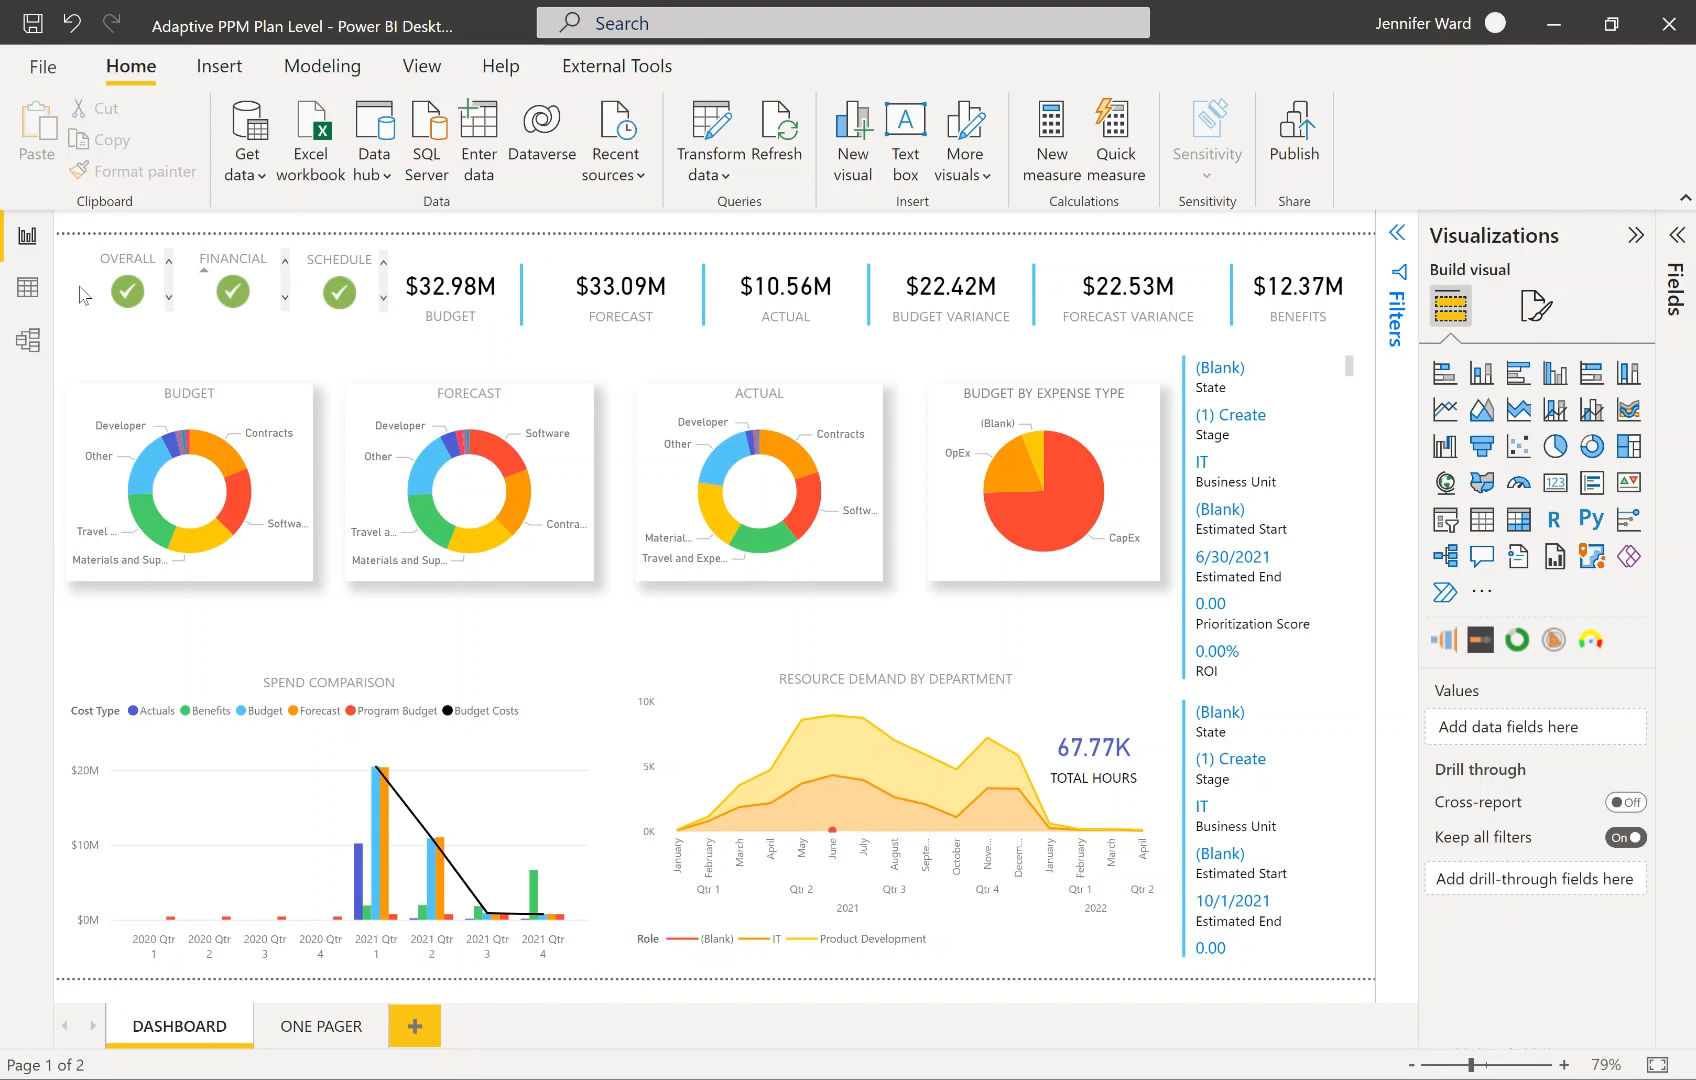 Adaptive PPM Plan Level - Power BI Deskt...
Search
Jennifer Ward
File
Home
Insert
Modeling
View
Help
External Tools
Paste
Cut
Copy
Format painter
Clipboard
Get data
Excel workbook
Data hub
SQL Server
Enter data
Dataverse
Recent sources
Data
Transform data
Refresh
Queries
New visual
Text box
More visuals
Insert
New measure
Quick measure
Calculations
Sensitivity
Sensitivity
Publish
Share
OVERALL
FINANCIAL
SCHEDULE
$32.98M
BUDGET
$33.09M
FORECAST
$10.56M
ACTUAL
$22.42M
BUDGET VARIANCE
$22.53M
FORECAST VARIANCE
$12.37M
BENEFITS
BUDGET
Developer
Contracts
Other
Travel ...
Softwa...
Materials and Sup...
FORECAST
Developer
Software
Other
Travel a...
Contra...
Materials and Sup...
ACTUAL
Developer
Contracts
Other
Softw...
Material...
Travel and Expe...
BUDGET BY EXPENSE TYPE
(Blank)
OpEx
CapEx
(Blank)
State
(1) Create
Stage
IT
Business Unit
(Blank)
Estimated Start
6/30/2021
Estimated End
0.00
Prioritization Score
0.00%
ROI
SPEND COMPARISON
Cost Type Actuals Benefits Budget Forecast Program Budget Budget Costs
$20M
$10M
$0M
2020 Qtr 1
2020 Qtr 2
2020 Qtr 3
2020 Qtr 4
2021 Qtr 1
2021 Qtr 2
2021 Qtr 3
2021 Qtr 4
RESOURCE DEMAND BY DEPARTMENT
10K
5K
0K
67.77K
TOTAL HOURS
January
February
March
April
May
June
July
August
Septe...
October
Nove...
Decem...
January
February
March
April
Qtr 1
Qtr 2
Qtr 3
Qtr 4
Qtr 1
Qtr 2
2021
2022
Role (Blank) IT Product Development
(Blank)
State
(1) Create
Stage
IT
Business Unit
(Blank)
Estimated Start
10/1/2021
Estimated End
0.00
Filters
Visualizations
Build visual
123
R
Py
...
Values
Add data fields here
Drill through
Cross-report
Off
Keep all filters
On
Add drill-through fields here
Fields
DASHBOARD
ONE PAGER
+
Page 1 of 2
- + 79%